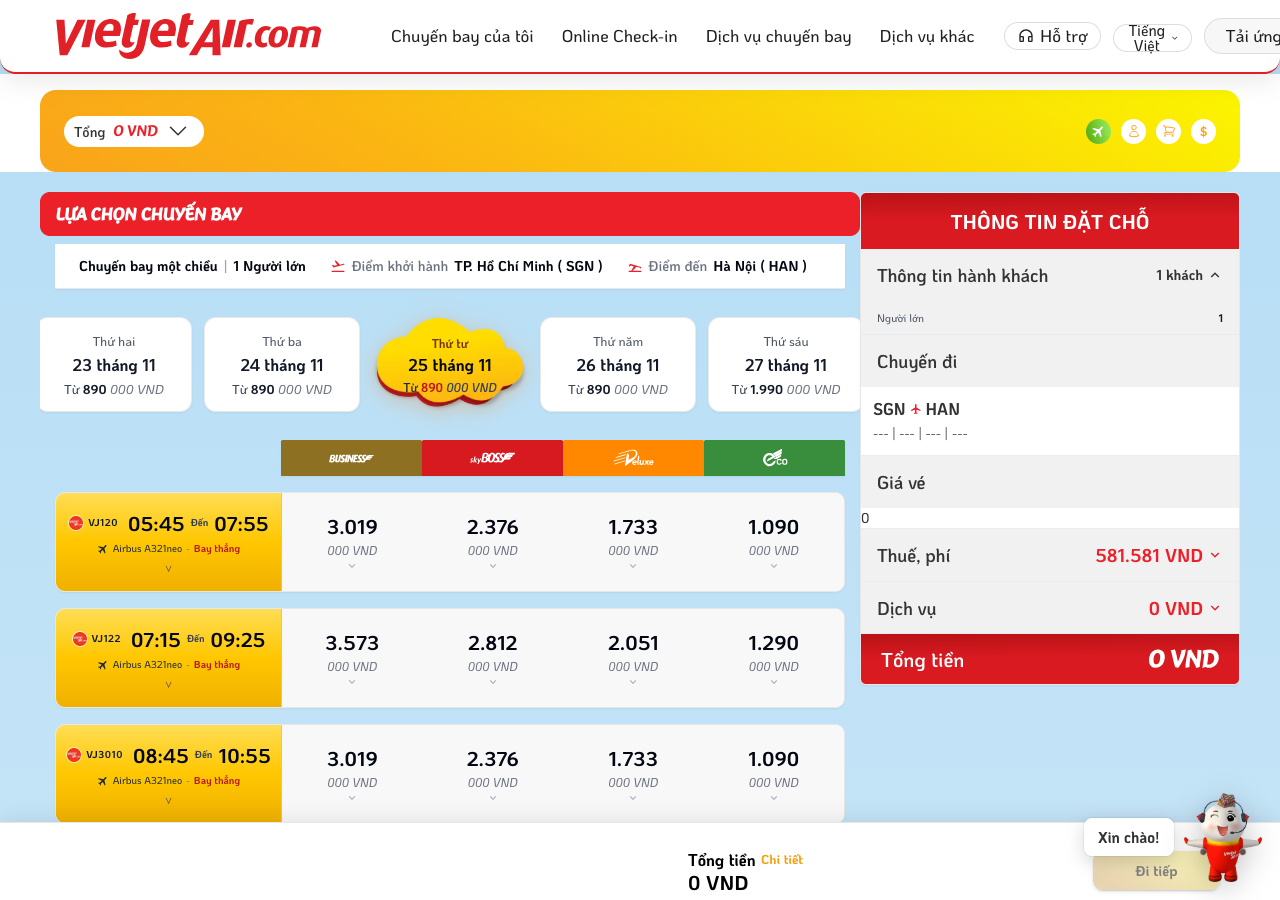 vietjetAir.com
Chuyến bay của tôi
Online Check-in
Dịch vụ chuyến bay
Dịch vụ khác
Hỗ trợ
Tiếng Việt
Tải ứng
Tổng 0 VND
$
LỰA CHỌN CHUYẾN BAY
Chuyến bay một chiều | 1 Người lớn Điểm khởi hành TP. Hồ Chí Minh ( SGN ) Điểm đến Hà Nội ( HAN )
Thứ hai
23 tháng 11
Từ 890 000 VND
Thứ ba
24 tháng 11
Từ 890 000 VND
Thứ tư
25 tháng 11
Từ 890 000 VND
Thứ năm
26 tháng 11
Từ 890 000 VND
Thứ sáu
27 tháng 11
Từ 1.990 000 VND
BUSINESS
skyBOSS
Deluxe
eco
VJ120 05:45 Đến 07:55
Airbus A321neo - Bay thẳng
3.019
000 VND
2.376
000 VND
1.733
000 VND
1.090
000 VND
VJ122 07:15 Đến 09:25
Airbus A321neo - Bay thẳng
3.573
000 VND
2.812
000 VND
2.051
000 VND
1.290
000 VND
VJ3010 08:45 Đến 10:55
Airbus A321neo - Bay thẳng
3.019
000 VND
2.376
000 VND
1.733
000 VND
1.090
000 VND
THÔNG TIN ĐẶT CHỖ
Thông tin hành khách 1 khách
Người lớn 1
Chuyến đi
SGN HAN
--- | --- | --- | ---
Giá vé
0
Thuế, phí 581.581 VND
Dịch vụ 0 VND
Tổng tiền 0 VND
Tổng tiền Chi tiết
0 VND
Xin chào!
Đi tiếp